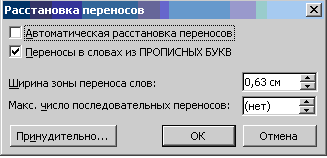 Расстановка переносов
Автоматическая расстановка переносов
Переносы в словах из ПРОПИСНЫХ БУКВ
Ширина зоны переноса слов: 0,63 см
Макс. число последовательных переносов: (нет)
Принудительно... ОК Отмена